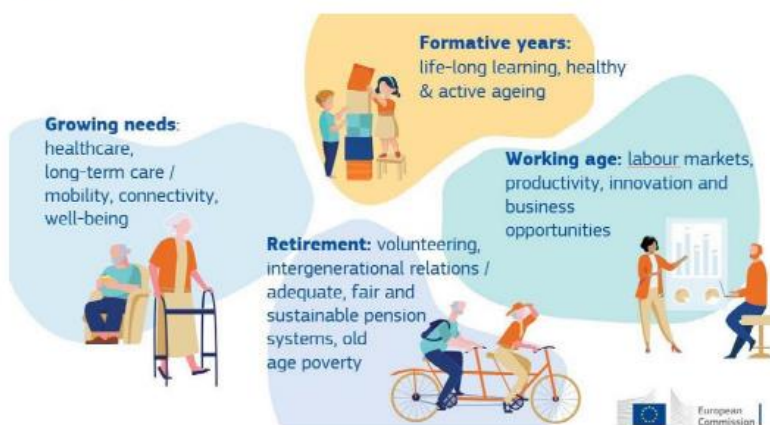 Formative years:
life-long learning, healthy
& active ageing
Growing needs:
healthcare,
long-term care /
mobility, connectivity,
well-being
Working age: labour markets,
productivity, innovation and
business
opportunities
Retirement: volunteering,
intergenerational relations /
adequate, fair and
sustainable pension
systems, old
age poverty
European
Commission